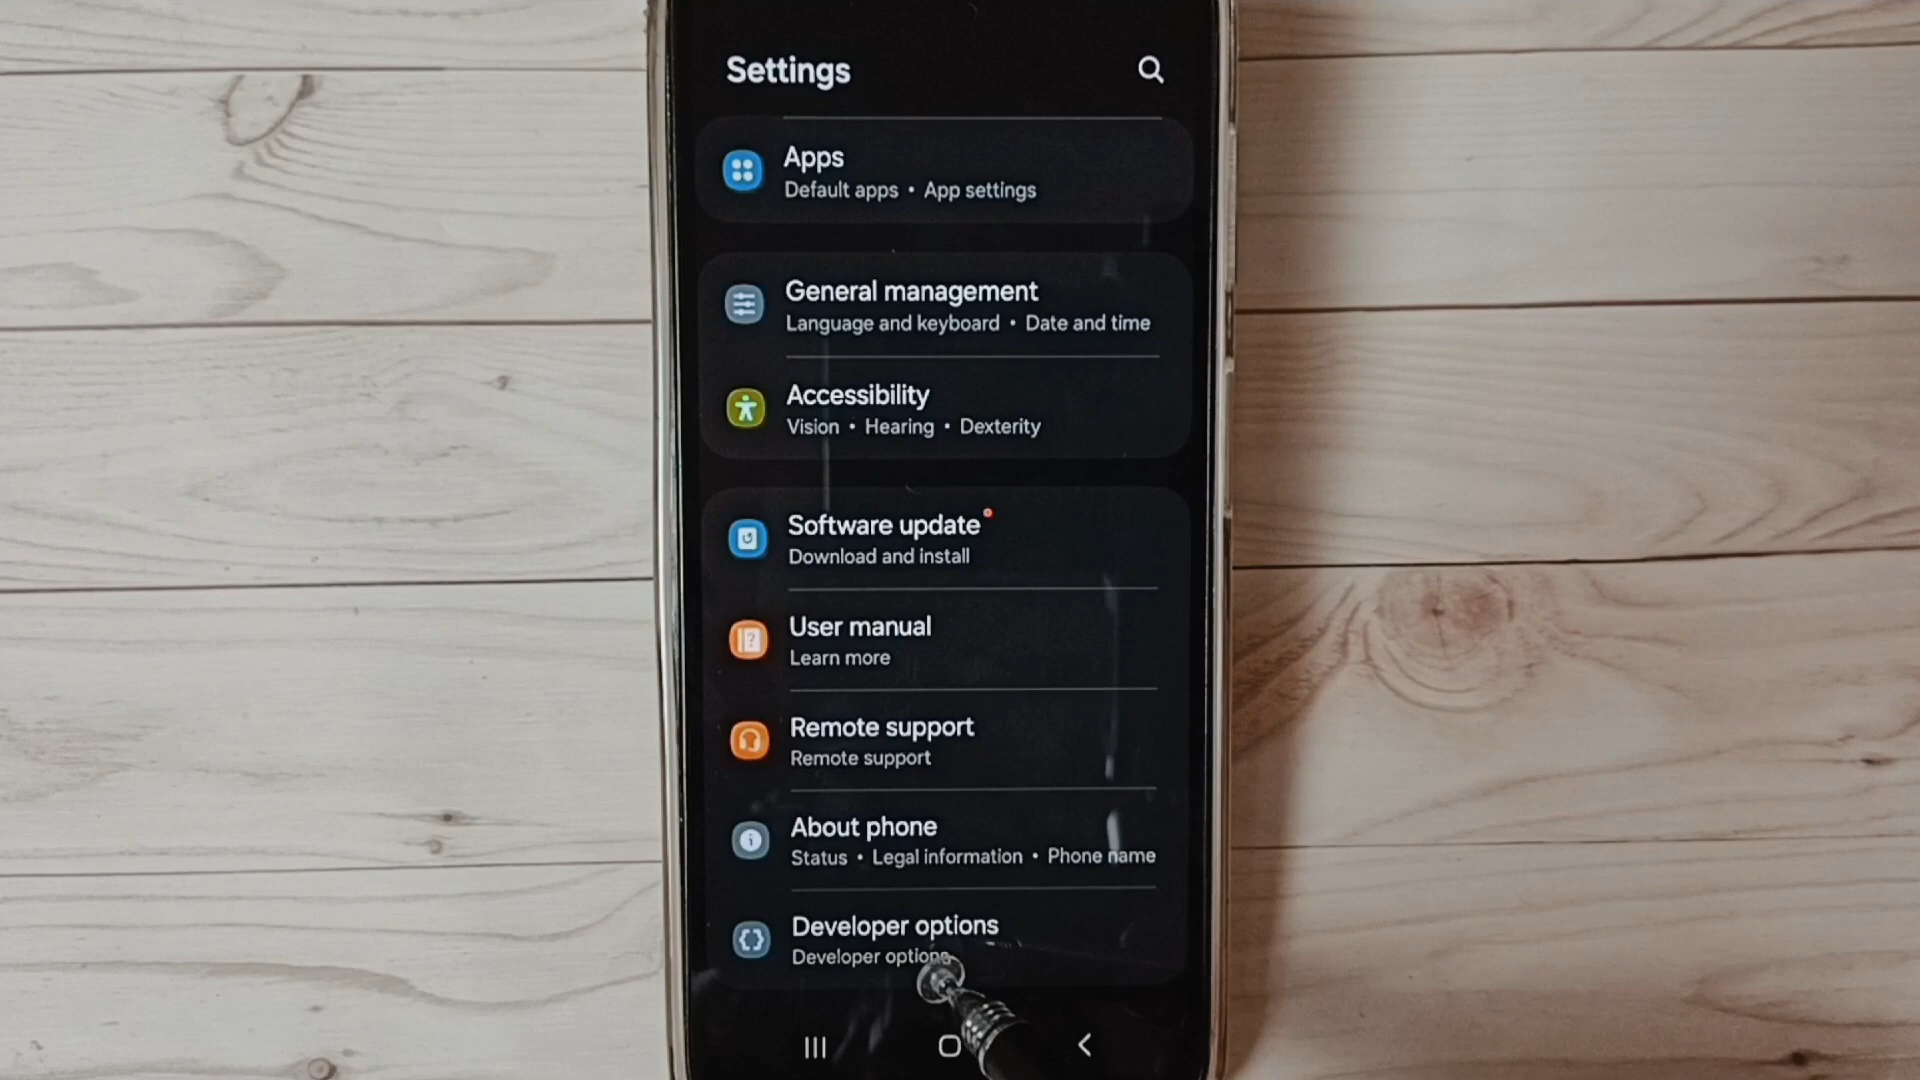 Settings
Apps
Default apps • App settings
General management
Language and keyboard • Date and time
Accessibility
Vision • Hearing • Dexterity
Software update
Download and install
User manual
Learn more
Remote support
Remote support
About phone
Status • Legal information • Phone name
Developer options
Developer options